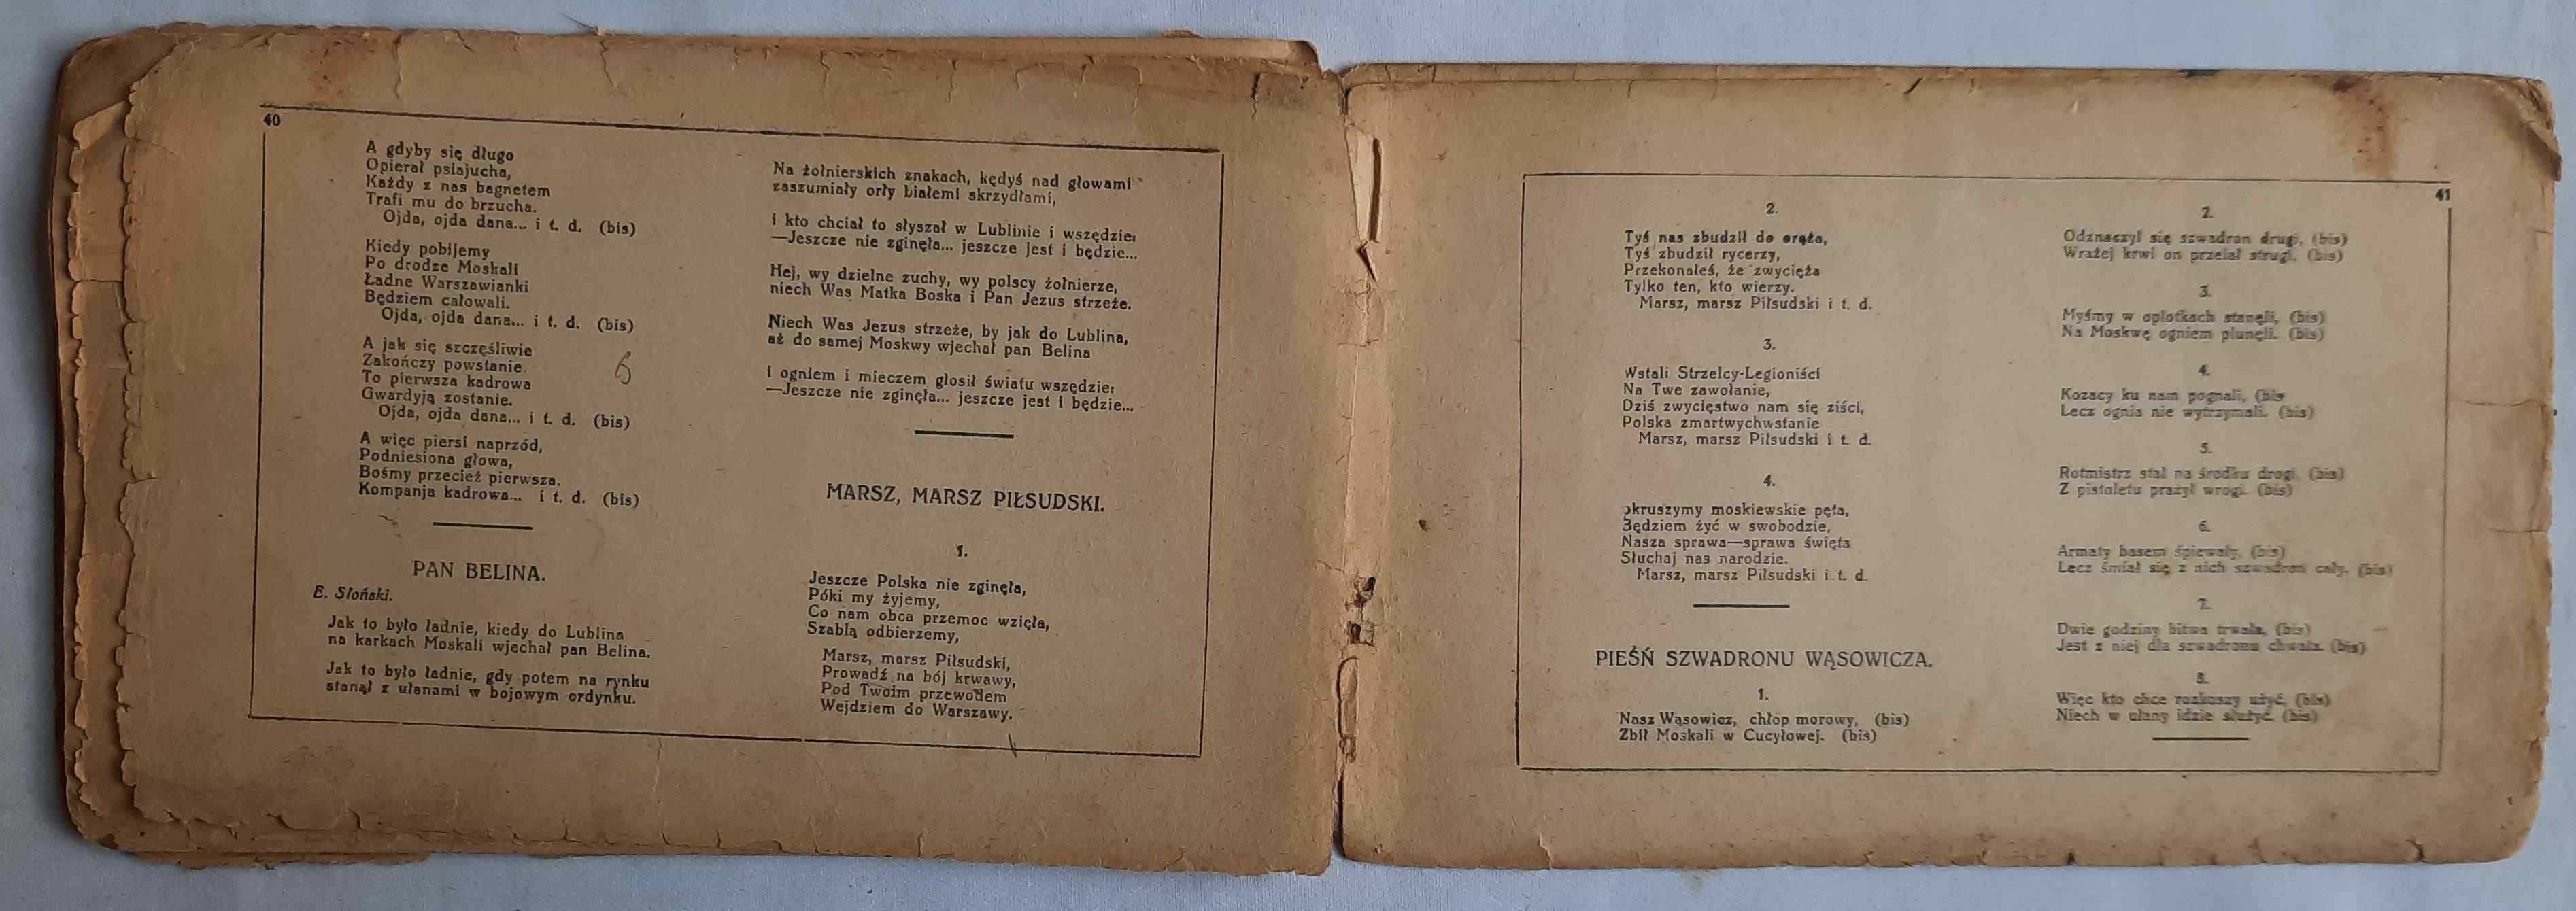 40
A gdyby się długo
Opierał psiajucha,
Każdy z nas bagnetem
Trafi mu do brzucha.
Ojda, ojda dana... i t. d. (bis)
Kiedy pobijemy
Po drodze Moskali
Ładne Warszawianki
Będziem całowali.
Ojda, ojda dana... i t. d. (bis)
A jak się szczęśliwie
Zakończy powstanie.
To pierwsza kadrowa
Gwardyją zostanie.
Ojda, ojda dana... i t. d. (bis)
A więc piersi naprzód,
Podniesiona głowa,
Bośmy przecież pierwsza.
Kompanja kadrowa... i t. d. (bis)
PAN BELINA.
E. Słoński.
Jak to było ładnie, kiedy do Lublina
na karkach Moskali wjechał pan Belina.
Jak to było ładnie, gdy potem na rynku
stanął z ułanami w bojowym ordynku.
Na żołnierskich znakach, kędyś nad głowami
zaszumiały orły białemi skrzydłami,
i kto chciał to słyszał w Lublinie i wszędzie:
—Jeszcze nie zginęła... jeszcze jest i będzie...
Hej, wy dzielne zuchy, wy polscy żołnierze,
niech Was Matka Boska i Pan Jezus strzeże.
Niech Was Jezus strzeże, by jak do Lublina,
aż do samej Moskwy wjechał pan Belina
i ogniem i mieczem głosił światu wszędzie:
—Jeszcze nie zginęła... jeszcze jest i będzie...
MARSZ, MARSZ PIŁSUDSKI.
1.
Jeszcze Polska nie zginęła,
Póki my żyjemy,
Co nam obca przemoc wzięła,
Szablą odbierzemy,
Marsz, marsz Piłsudski,
Prowadź na bój krwawy,
Pod Twoim przewodem
Wejdziem do Warszawy.
41
2.
Tyś nas zbudził do oręża,
Tyś zbudził rycerzy,
Przekonałeś, że zwycięża
Tylko ten, kto wierzy.
Marsz, marsz Piłsudski i t. d.
3.
Wstali Strzelcy-Legioniści
Na Twe zawołanie,
Dziś zwycięstwo nam się ziści,
Polska zmartwychwstanie
Marsz, marsz Piłsudski i t. d.
4.
okruszymy moskiewskie pęta,
Będziem żyć w swobodzie,
Nasza sprawa—sprawa święta
Słuchaj nas narodzie.
Marsz, marsz Piłsudski i. t. d.
PIEŚŃ SZWADRONU WĄSOWICZA.
1.
Nasz Wąsowicz, chłop morowy, (bis)
Zbił Moskali w Cucyłowej. (bis)
2.
Odznaczył się szwadron drugi, (bis)
Wrażej krwi on przelał strugi. (bis)
3.
Myśmy w opłotkach stanęli, (bis)
Na Moskwę ogniem plunęli. (bis)
4.
Kozacy ku nam pognali, (bis
Lecz ognia nie wytrzymali. (bis)
5.
Rotmistrz stał na środku drogi. (bis)
Z pistoletu prażył wrogi. (bis)
6.
Armaty basem śpiewały, (bis)
Lecz śmiał się z nich szwadron cały. (bis)
7.
Dwie godziny bitwa trwała, (bis)
Jest z niej dla szwadronu chwała. (bis)
8.
Więc kto chce rozkoszy użyć, (bis)
Niech w ułany idzie służyć. (bis)